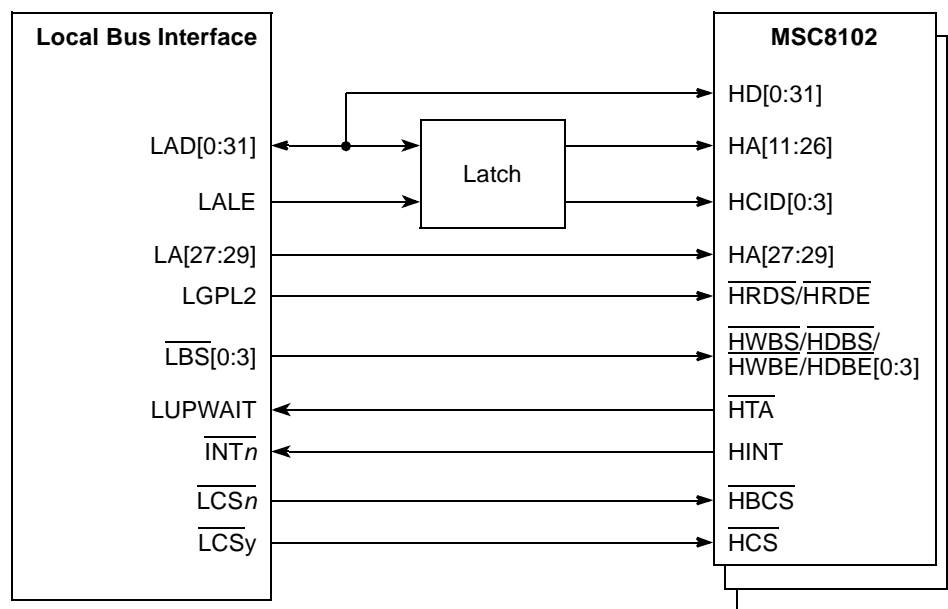 Local Bus Interface
MSC8102
HD[0:31]
LAD[0:31]
HA[11:26]
Latch
LALE
HCID[0:3]
LA[27:29]
HA[27:29]
LGPL2
HRDS/HRDE
LBS[0:3]
HWBS/HDBS/
HWBE/HDBE[0:3]
LUPWAIT
HTA
INTn
HINT
LCSn
HBCS
LCSy
HCS